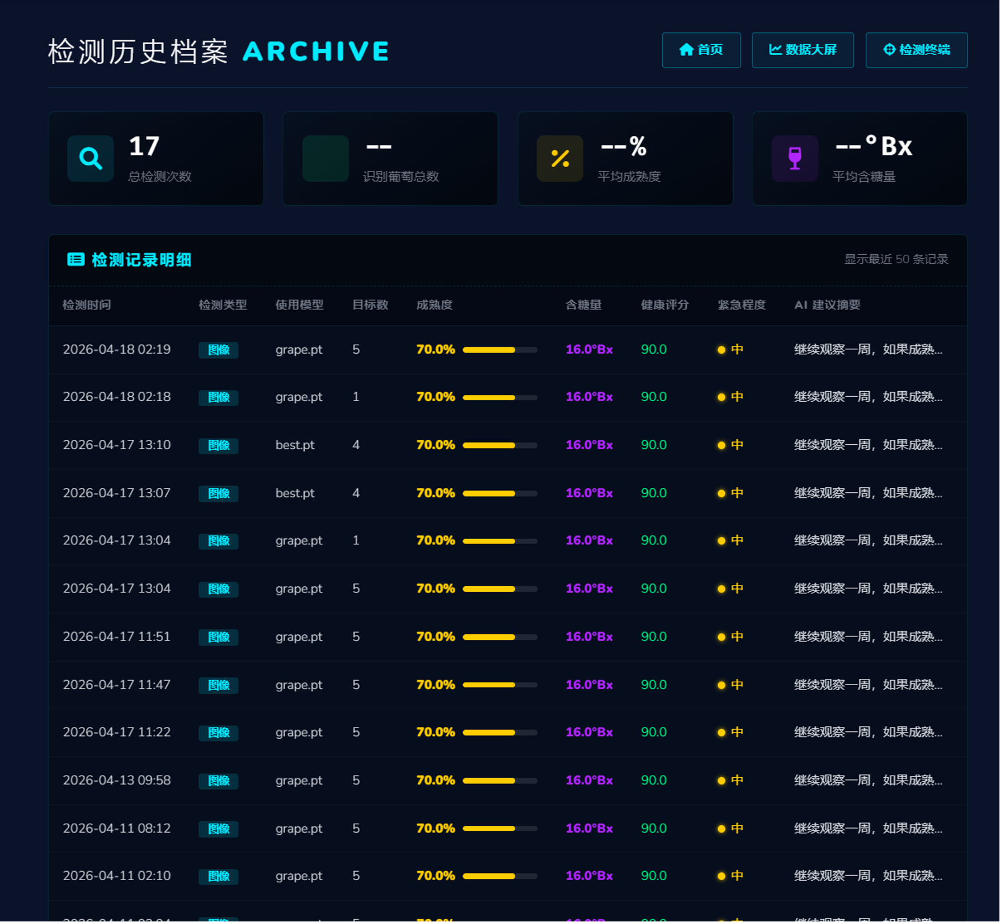 检测历史档案 ARCHIVE
首页
数据大屏
检测终端
17
总检测次数
--
识别葡萄总数
--%
平均成熟度
--°Bx
平均含糖量
检测记录明细
显示最近 50 条记录
检测时间 检测类型 使用模型 目标数 成熟度 含糖量 健康评分 紧急程度 AI 建议摘要
2026-04-18 02:19 图像 grape.pt 5 70.0% 16.0°Bx 90.0 中 继续观察一周，如果成熟...
2026-04-18 02:18 图像 grape.pt 1 70.0% 16.0°Bx 90.0 中 继续观察一周，如果成熟...
2026-04-17 13:10 图像 best.pt 4 70.0% 16.0°Bx 90.0 中 继续观察一周，如果成熟...
2026-04-17 13:07 图像 best.pt 4 70.0% 16.0°Bx 90.0 中 继续观察一周，如果成熟...
2026-04-17 13:04 图像 grape.pt 1 70.0% 16.0°Bx 90.0 中 继续观察一周，如果成熟...
2026-04-17 13:04 图像 grape.pt 5 70.0% 16.0°Bx 90.0 中 继续观察一周，如果成熟...
2026-04-17 11:51 图像 grape.pt 5 70.0% 16.0°Bx 90.0 中 继续观察一周，如果成熟...
2026-04-17 11:47 图像 grape.pt 5 70.0% 16.0°Bx 90.0 中 继续观察一周，如果成熟...
2026-04-17 11:22 图像 grape.pt 5 70.0% 16.0°Bx 90.0 中 继续观察一周，如果成熟...
2026-04-13 09:58 图像 grape.pt 5 70.0% 16.0°Bx 90.0 中 继续观察一周，如果成熟...
2026-04-11 08:12 图像 grape.pt 5 70.0% 16.0°Bx 90.0 中 继续观察一周，如果成熟...
2026-04-11 02:10 图像 grape.pt 5 70.0% 16.0°Bx 90.0 中 继续观察一周，如果成熟...